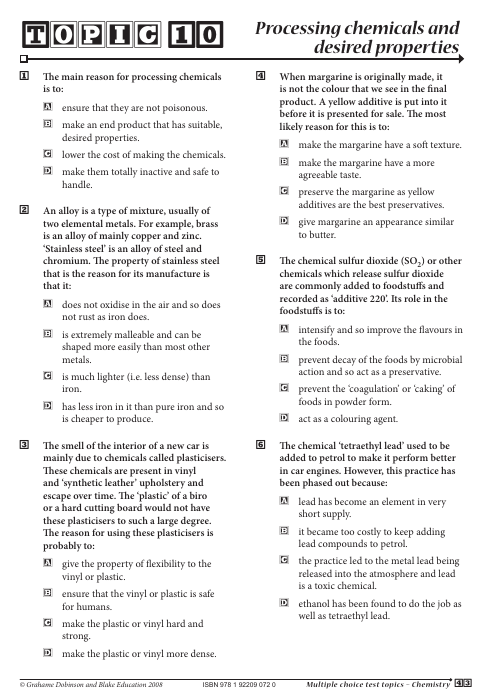 TOPIC 10
Processing chemicals and
desired properties
1 The main reason for processing chemicals
is to:
A ensure that they are not poisonous.
B make an end product that has suitable,
desired properties.
C lower the cost of making the chemicals.
D make them totally inactive and safe to
handle.
2 An alloy is a type of mixture, usually of
two elemental metals. For example, brass
is an alloy of mainly copper and zinc.
‘Stainless steel’ is an alloy of steel and
chromium. The property of stainless steel
that is the reason for its manufacture is
that it:
A does not oxidise in the air and so does
not rust as iron does.
B is extremely malleable and can be
shaped more easily than most other
metals.
C is much lighter (i.e. less dense) than
iron.
D has less iron in it than pure iron and so
is cheaper to produce.
3 The smell of the interior of a new car is
mainly due to chemicals called plasticisers.
These chemicals are present in vinyl
and ‘synthetic leather’ upholstery and
escape over time. The ‘plastic’ of a biro
or a hard cutting board would not have
these plasticisers to such a large degree.
The reason for using these plasticisers is
probably to:
A give the property of flexibility to the
vinyl or plastic.
B ensure that the vinyl or plastic is safe
for humans.
C make the plastic or vinyl hard and
strong.
D make the plastic or vinyl more dense.
4 When margarine is originally made, it
is not the colour that we see in the final
product. A yellow additive is put into it
before it is presented for sale. The most
likely reason for this is to:
A make the margarine have a soft texture.
B make the margarine have a more
agreeable taste.
C preserve the margarine as yellow
additives are the best preservatives.
D give margarine an appearance similar
to butter.
5 The chemical sulfur dioxide (SO₂) or other
chemicals which release sulfur dioxide
are commonly added to foodstuffs and
recorded as ‘additive 220’. Its role in the
foodstuffs is to:
A intensify and so improve the flavours in
the foods.
B prevent decay of the foods by microbial
action and so act as a preservative.
C prevent the ‘coagulation’ or ‘caking’ of
foods in powder form.
D act as a colouring agent.
6 The chemical ‘tetraethyl lead’ used to be
added to petrol to make it perform better
in car engines. However, this practice has
been phased out because:
A lead has become an element in very
short supply.
B it became too costly to keep adding
lead compounds to petrol.
C the practice led to the metal lead being
released into the atmosphere and lead
is a toxic chemical.
D ethanol has been found to do the job as
well as tetraethyl lead.
© Grahame Dobinson and Blake Education 2008 ISBN 978 1 92209 072 0 Multiple choice test topics – Chemistry 43